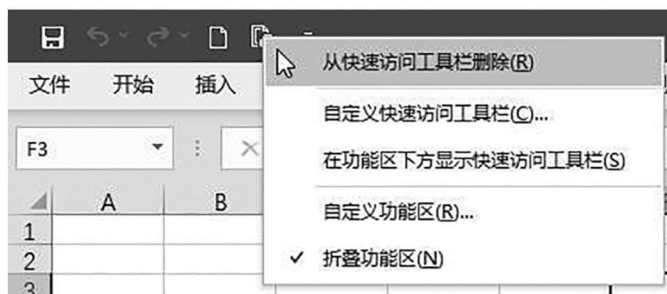 从快速访问工具栏删除(R)
文件 开始 插入
自定义快速访问工具栏(C)...
F3
在功能区下方显示快速访问工具栏(S)
A B
自定义功能区(R)...
1
2
折叠功能区(N)
3